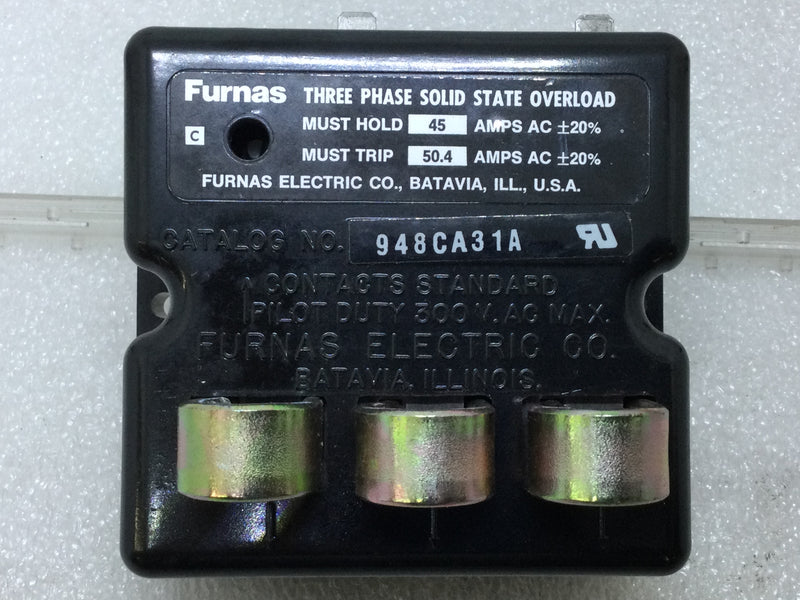 Furnas THREE PHASE SOLID STATE OVERLOAD
C
MUST HOLD 45 AMPS AC ±20%
MUST TRIP 50.4 AMPS AC ±20%
FURNAS ELECTRIC CO., BATAVIA, ILL., U.S.A.
CATALOG NO. 948CA31A RU
CONTACTS STANDARD
PILOT DUTY 300 V. AC MAX.
FURNAS ELECTRIC CO.
BATAVIA, ILLINOIS.